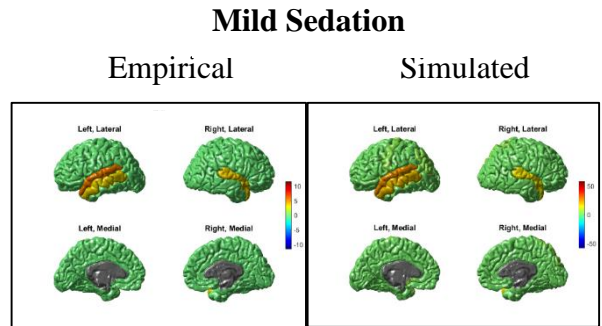 Mild Sedation
Empirical Simulated
Left, Lateral Right, Lateral Left, Lateral Right, Lateral
10 5 0 -5 -10
50 0 -50
Left, Medial Right, Medial Left, Medial Right, Medial